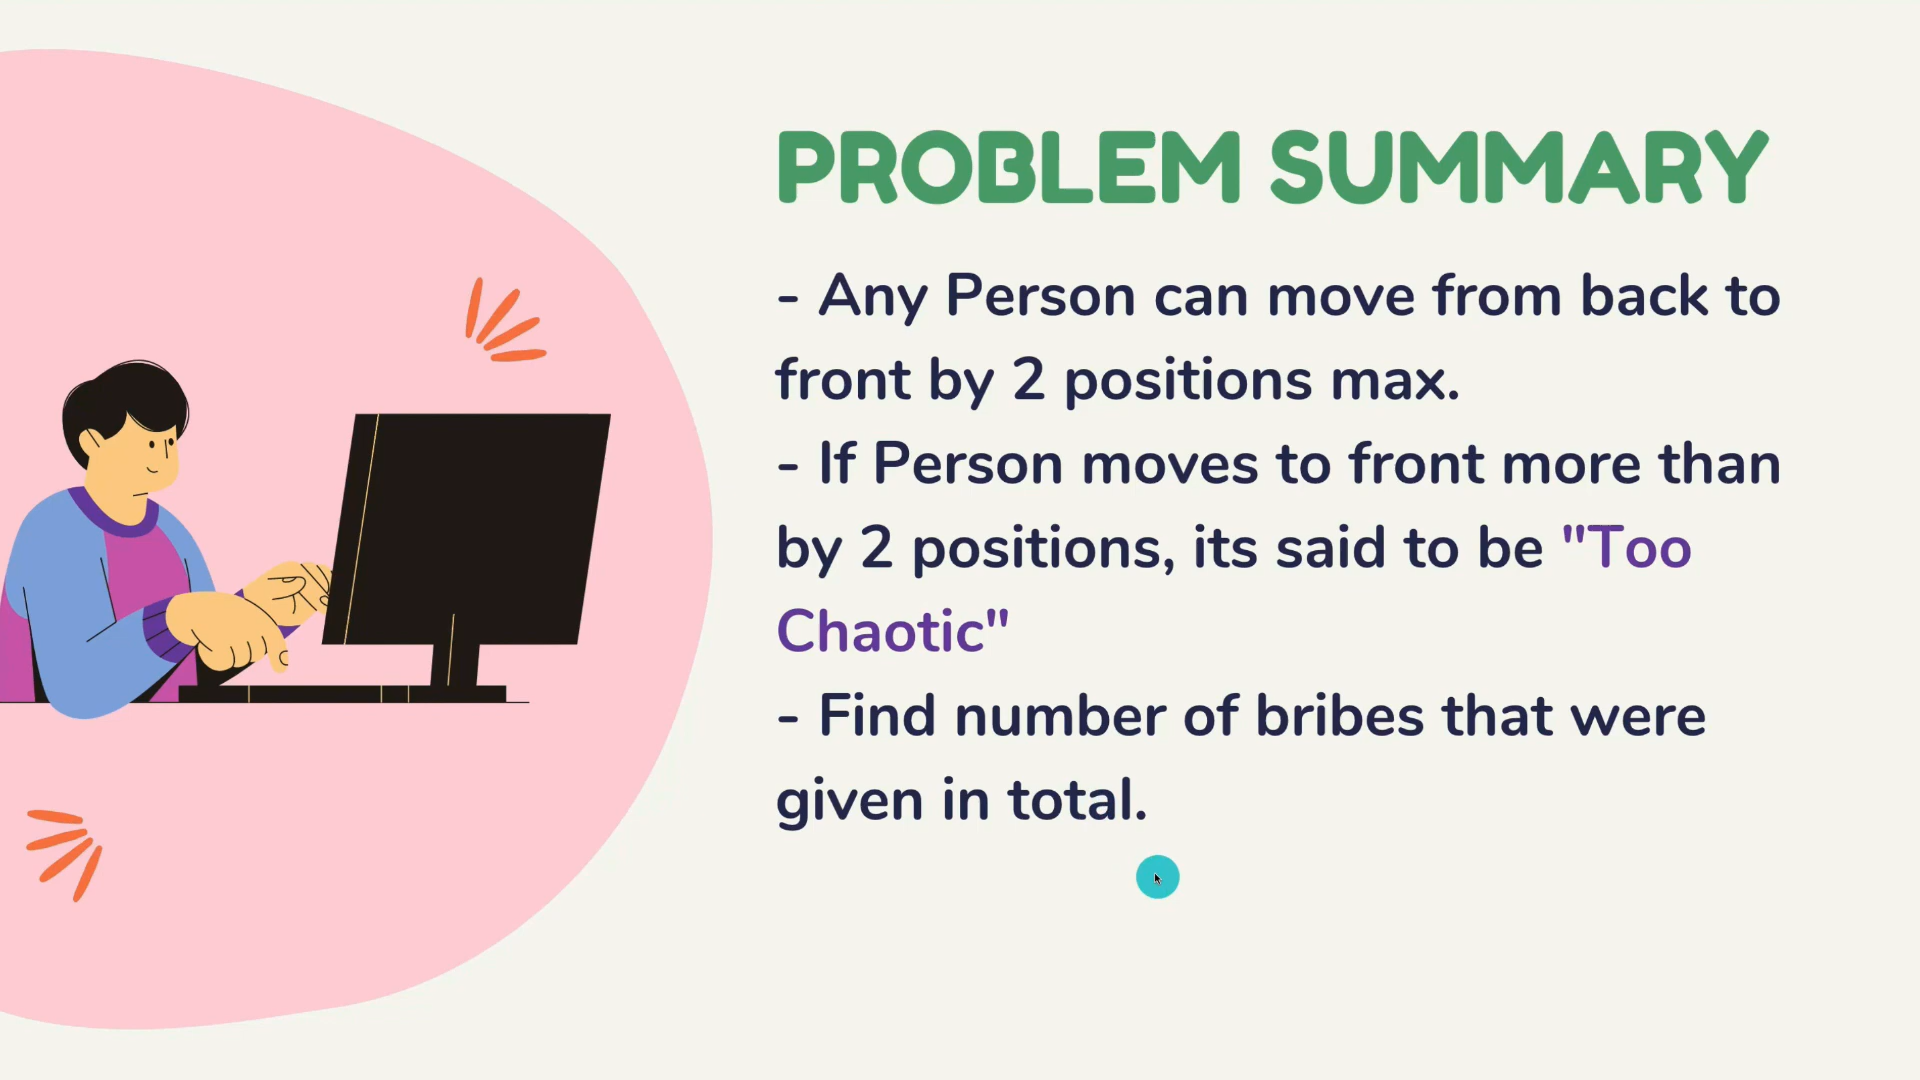 PROBLEM SUMMARY
- Any Person can move from back to
front by 2 positions max.
- If Person moves to front more than
by 2 positions, its said to be "Too
Chaotic"
- Find number of bribes that were
given in total.